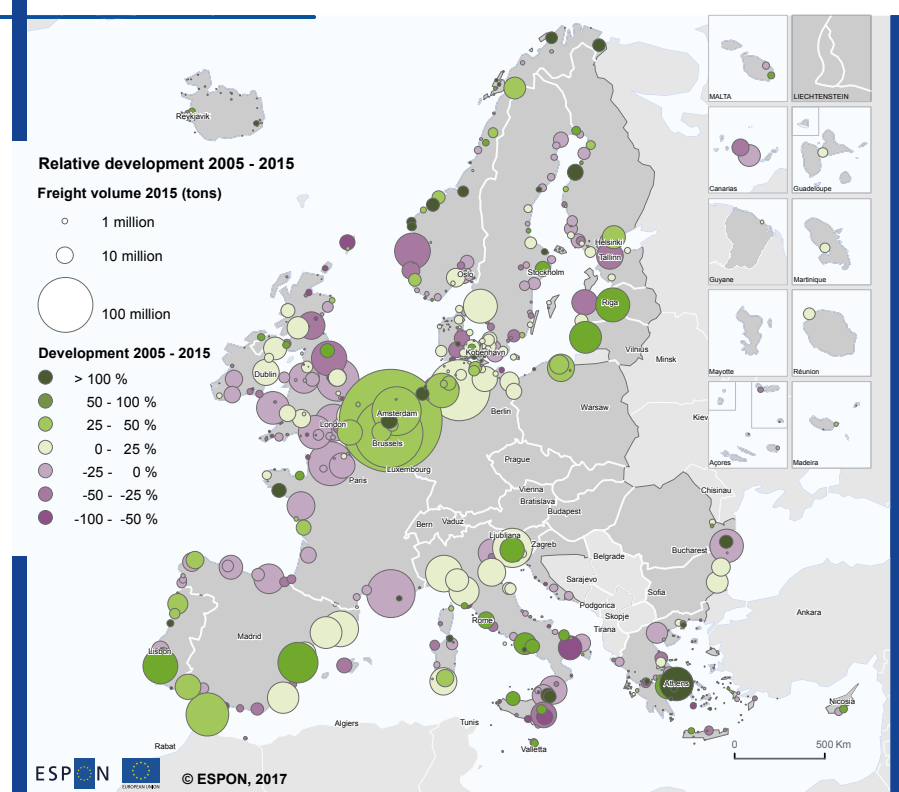 Relative development 2005 - 2015
Freight volume 2015 (tons)
1 million
10 million
100 million
Development 2005 - 2015
> 100 %
50 - 100 %
25 - 50 %
0 - 25 %
-25 - 0 %
-50 - -25 %
-100 - -50 %
Reykjavik
Oslo
Stockholm
Helsinki
Tallinn
Riga
Vilnius
Minsk
Kobenhavn
Dublin
London
Amsterdam
Brussels
Luxembourg
Paris
Berlin
Warsaw
Kiev
Prague
Vienna
Bratislava
Budapest
Chisinau
Bern
Vaduz
Ljubljana
Zagreb
Belgrade
Bucharest
Sarajevo
Sofia
Podgorica
Skopje
Tirana
Ankara
Rome
Madrid
Lisbon
Athens
Nicosia
Algiers
Tunis
Rabat
Valletta
MALTA
LIECHTENSTEIN
Canarias
Guadeloupe
Guyane
Martinique
Mayotte
Réunion
Açores
Madeira
0 500 Km
ESPON
EUROPEAN UNION
© ESPON, 2017